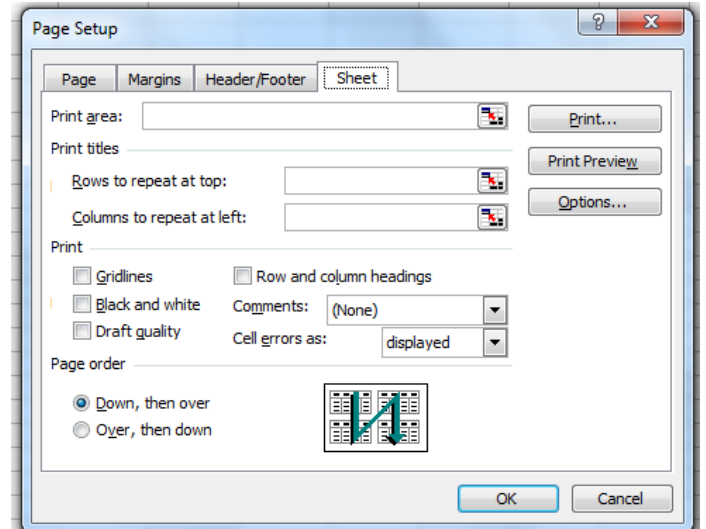 Page Setup
Page Margins Header/Footer Sheet
Print area:
Print...
Print titles
Print Preview
Rows to repeat at top:
Columns to repeat at left:
Options...
Print
Gridlines
Row and column headings
Black and white
Comments: (None)
Draft quality
Cell errors as: displayed
Page order
Down, then over
Over, then down
OK Cancel